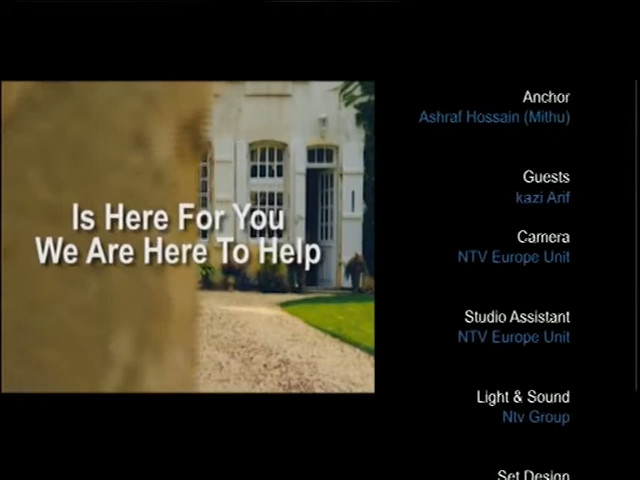 Is Here For You
We Are Here To Help
Anchor
Ashraf Hossain (Mithu)
Guests
kazi Arif
Camera
NTV Europe Unit
Studio Assistant
NTV Europe Unit
Light & Sound
Ntv Group
Set Design